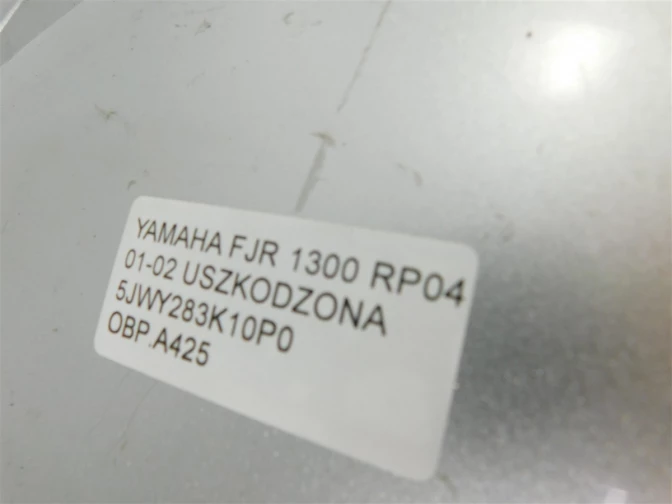 YAMAHA FJR 1300 RP04
01-02 USZKODZONA
5JWY283K10P0
OBP.A425